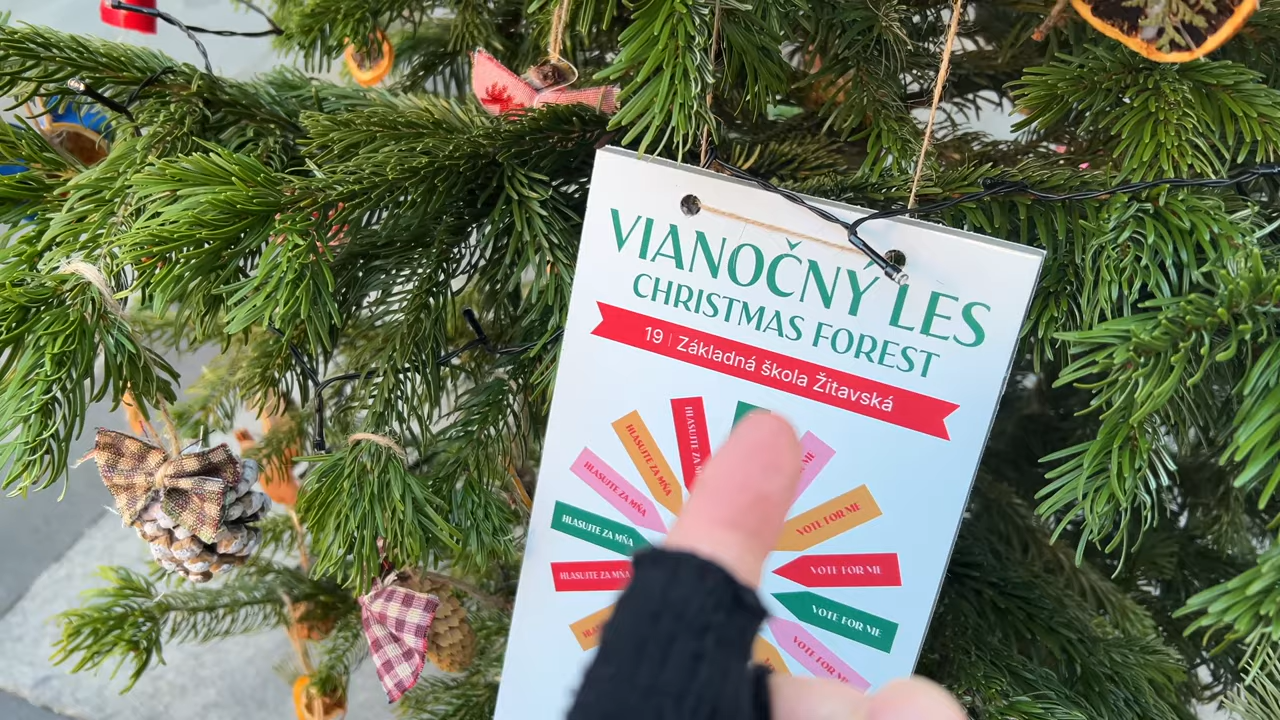 VIANOČNÝ LES
CHRISTMAS FOREST
19 | Základná škola Žitavská
HLASUJTE ZA
HLASUJTE ZA MŇA
HLASUJTE ZA MŇA
HLASUJTE ZA MŇA
HLASUJTE ZA MŇA
ME
VOTE FOR ME
VOTE FOR ME
VOTE FOR ME
VOTE FOR ME